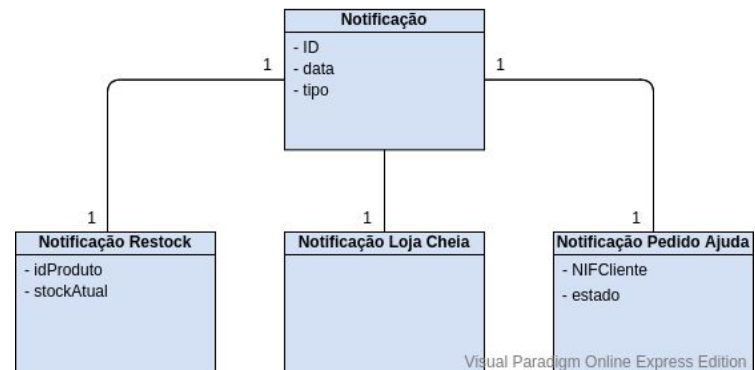 Notificação
- ID
- data
- tipo
1
1
1
1
1
Notificação Restock
- idProduto
- stockAtual
Notificação Loja Cheia
Notificação Pedido Ajuda
- NIFCliente
- estado
Visual Paradigm Online Express Edition